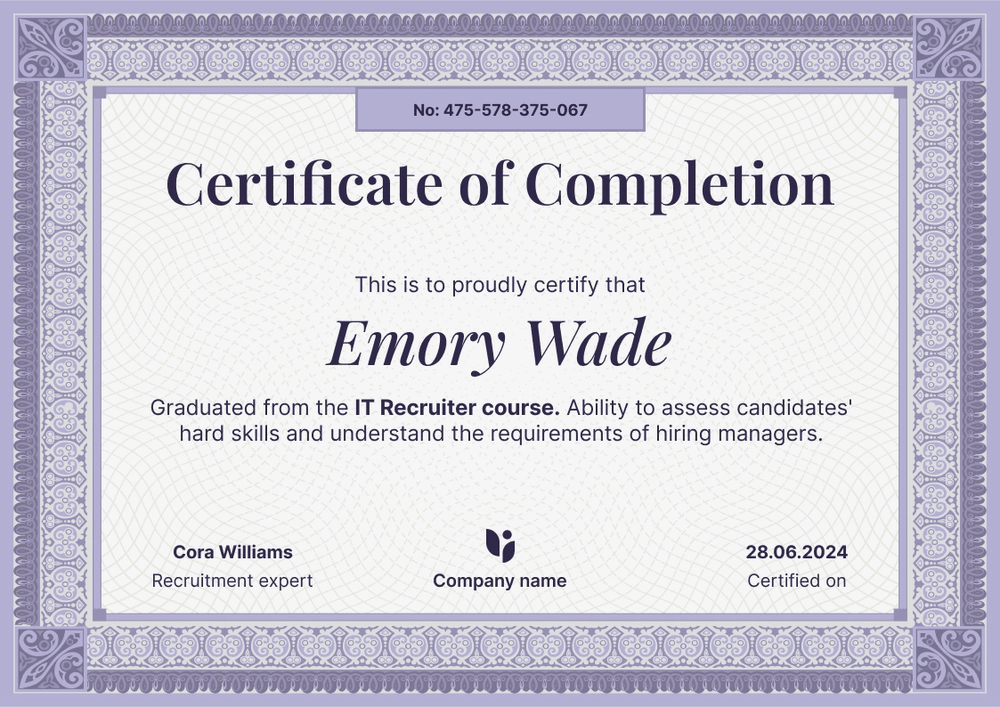 No: 475-578-375-067
Certificate of Completion
This is to proudly certify that
Emory Wade
Graduated from the IT Recruiter course. Ability to assess candidates'
hard skills and understand the requirements of hiring managers.
Cora Williams
Recruitment expert
Company name
28.06.2024
Certified on